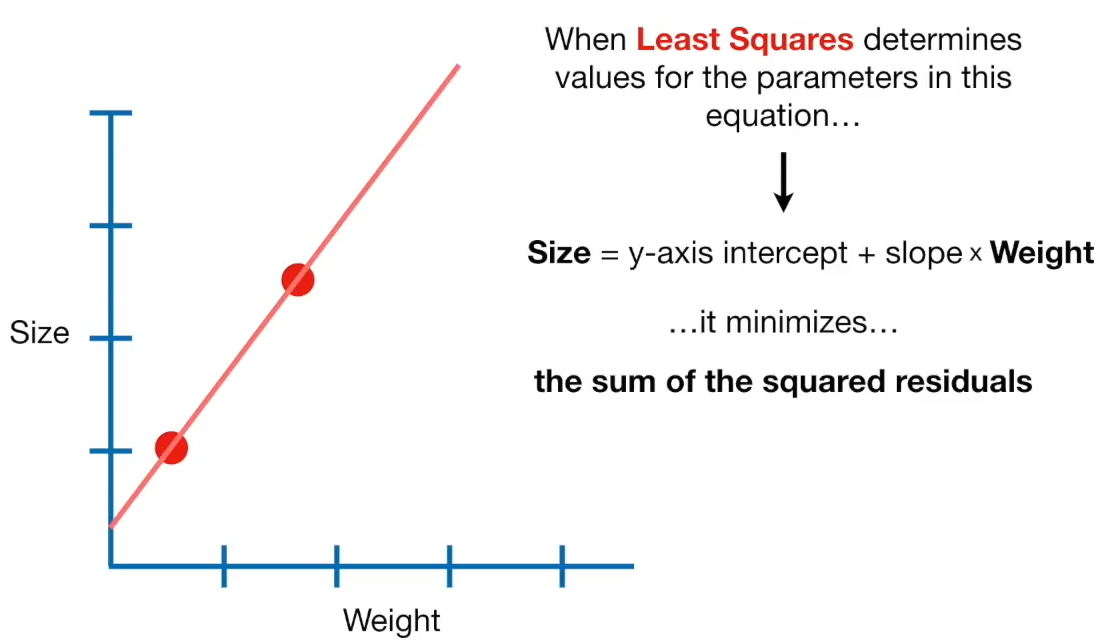 When Least Squares determines
values for the parameters in this
equation…
Size = y-axis intercept + slope x Weight
…it minimizes…
the sum of the squared residuals
Size
Weight